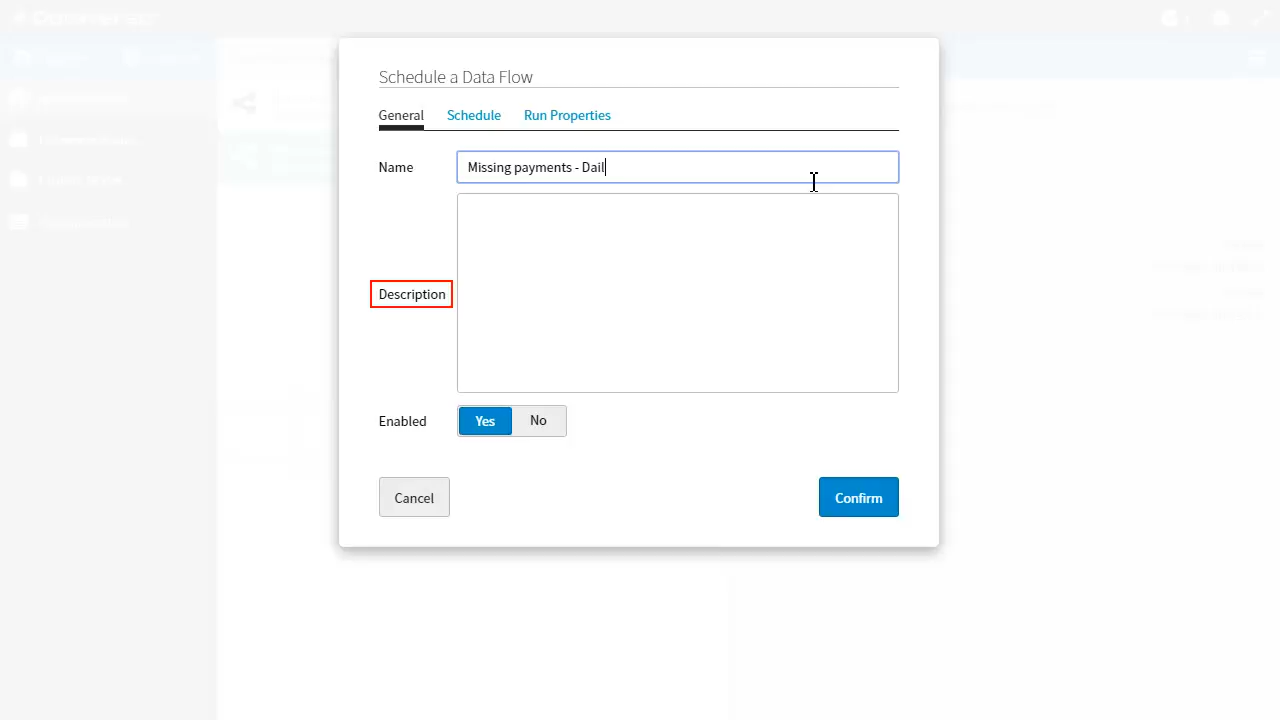 Schedule a Data Flow
General Schedule Run Properties
Name Missing payments - Dail
Description
Enabled Yes No
Cancel Confirm